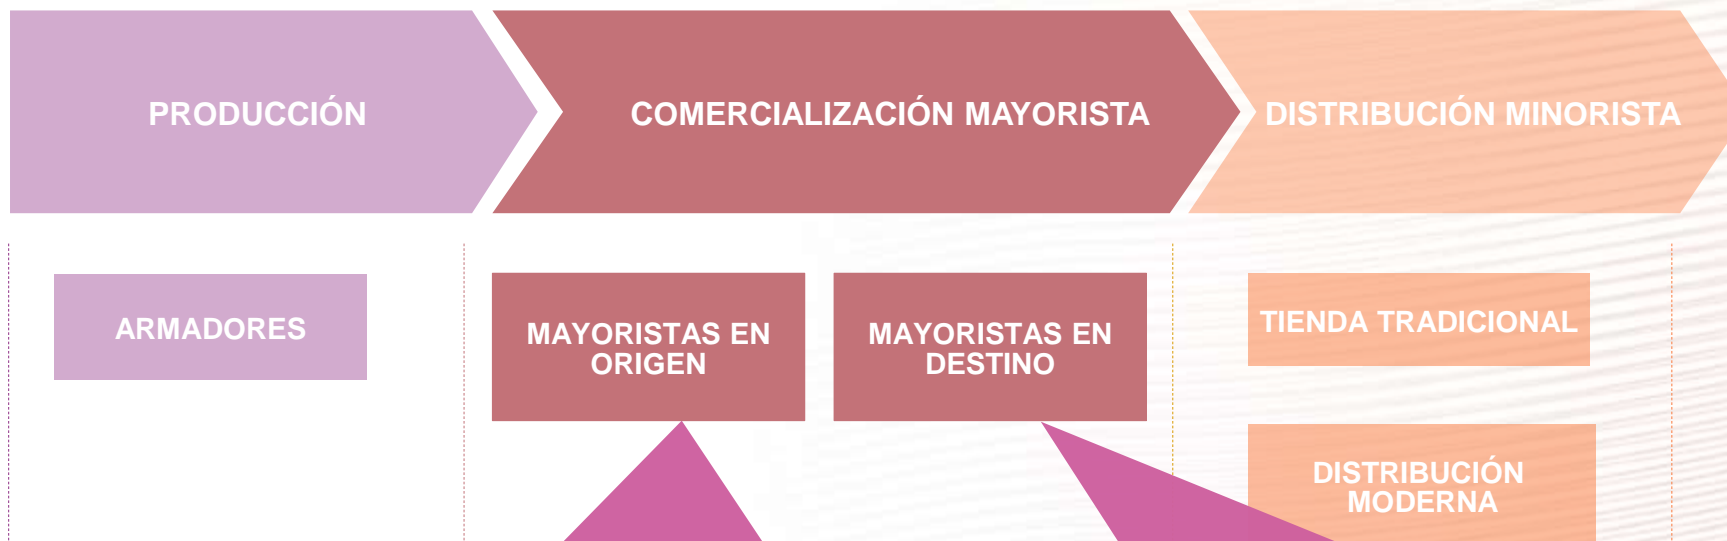 PRODUCCIÓN
COMERCIALIZACIÓN MAYORISTA
DISTRIBUCIÓN MINORISTA
ARMADORES
MAYORISTAS EN
ORIGEN
MAYORISTAS EN
DESTINO
TIENDA TRADICIONAL
DISTRIBUCIÓN
MODERNA